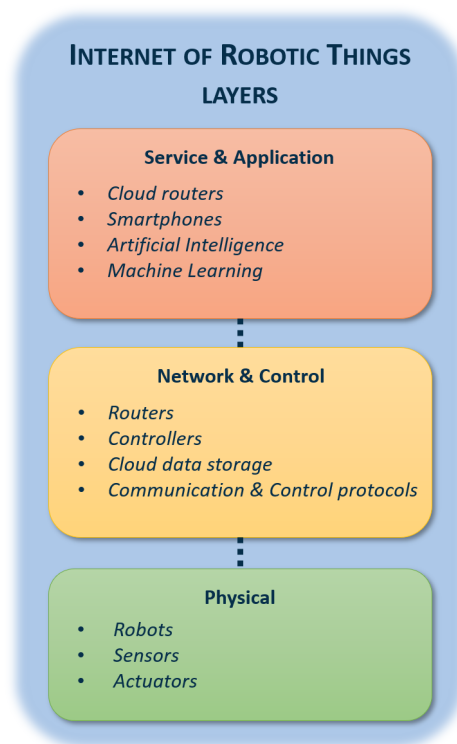 INTERNET OF ROBOTIC THINGS
LAYERS
Service & Application
• Cloud routers
• Smartphones
• Artificial Intelligence
• Machine Learning
Network & Control
• Routers
• Controllers
• Cloud data storage
• Communication & Control protocols
Physical
• Robots
• Sensors
• Actuators